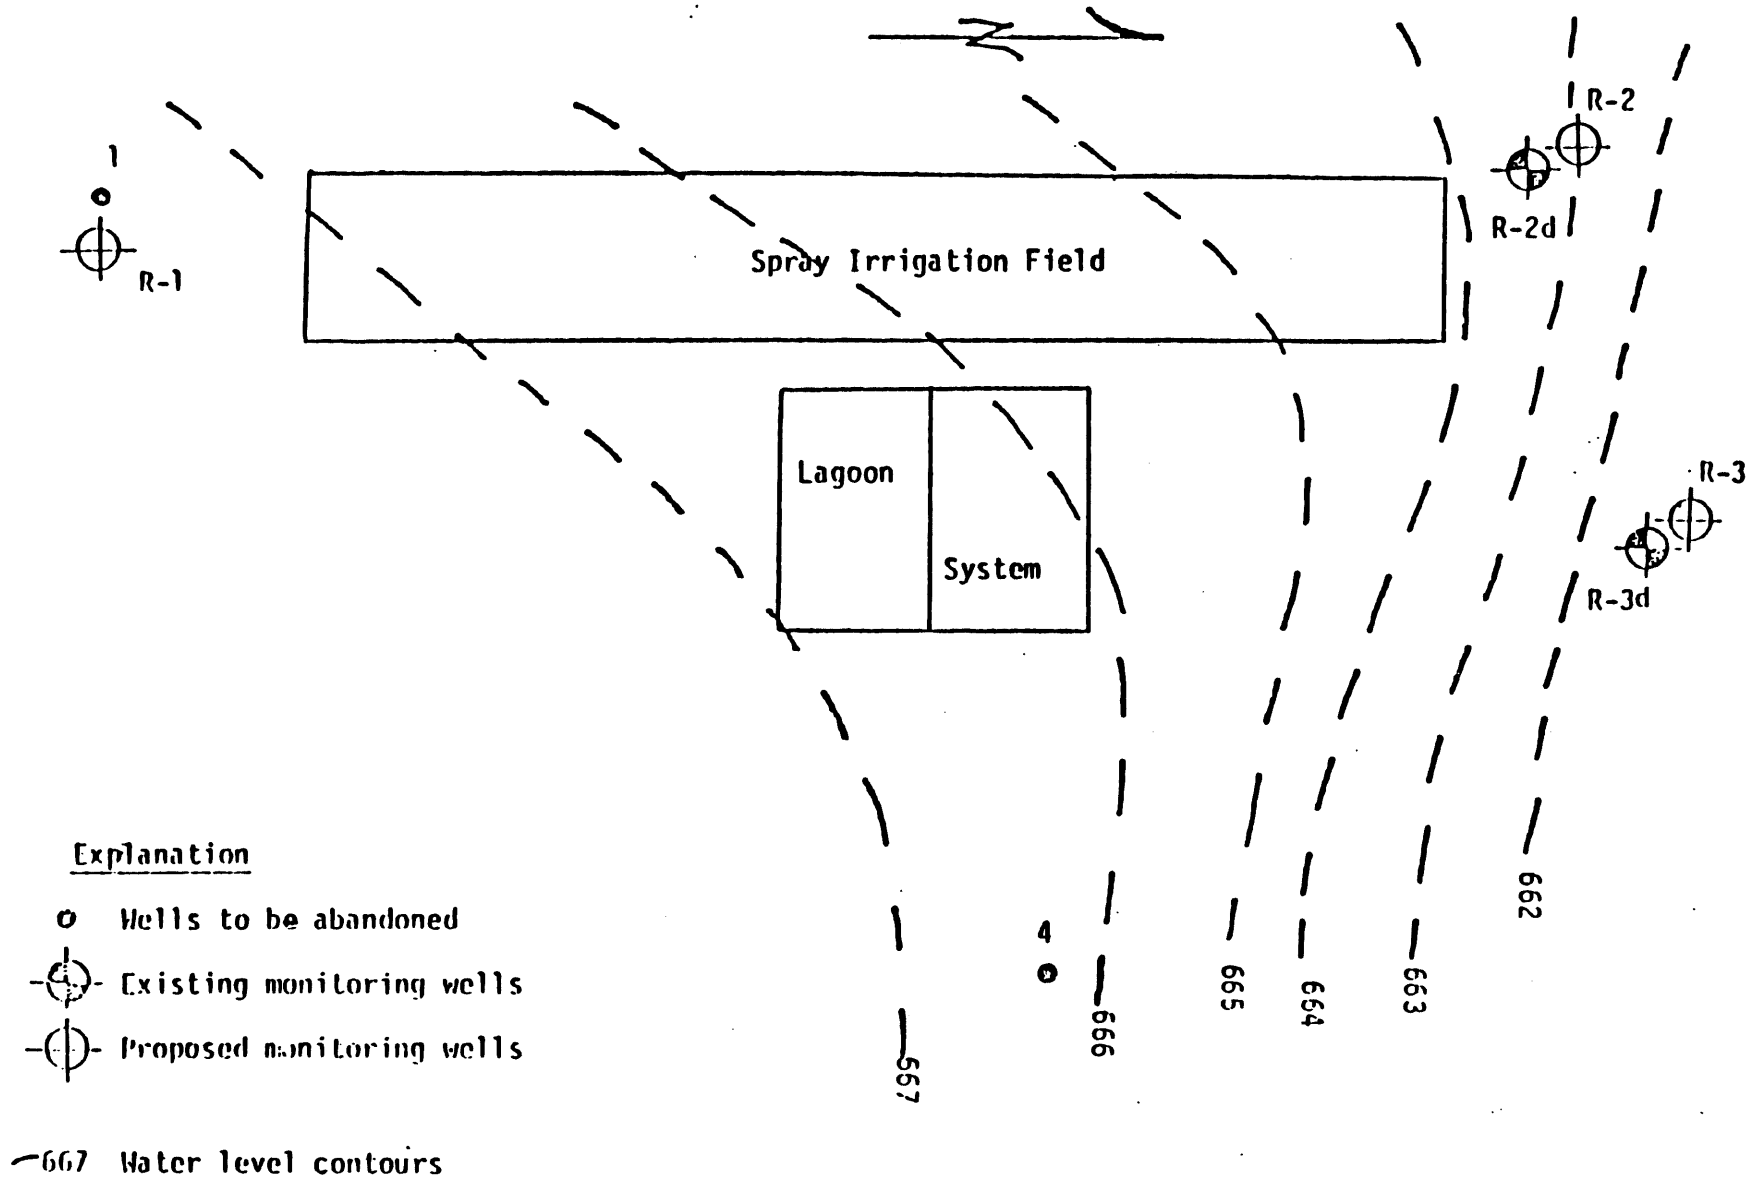 Z
R-2
1
R-2d
Spray Irrigation Field
R-1
Lagoon
R-3
System
R-3d
Explanation
662
Wells to be abandoned
4
Existing monitoring wells
665
664
663
Proposed monitoring wells
666
667
667 Water level contours